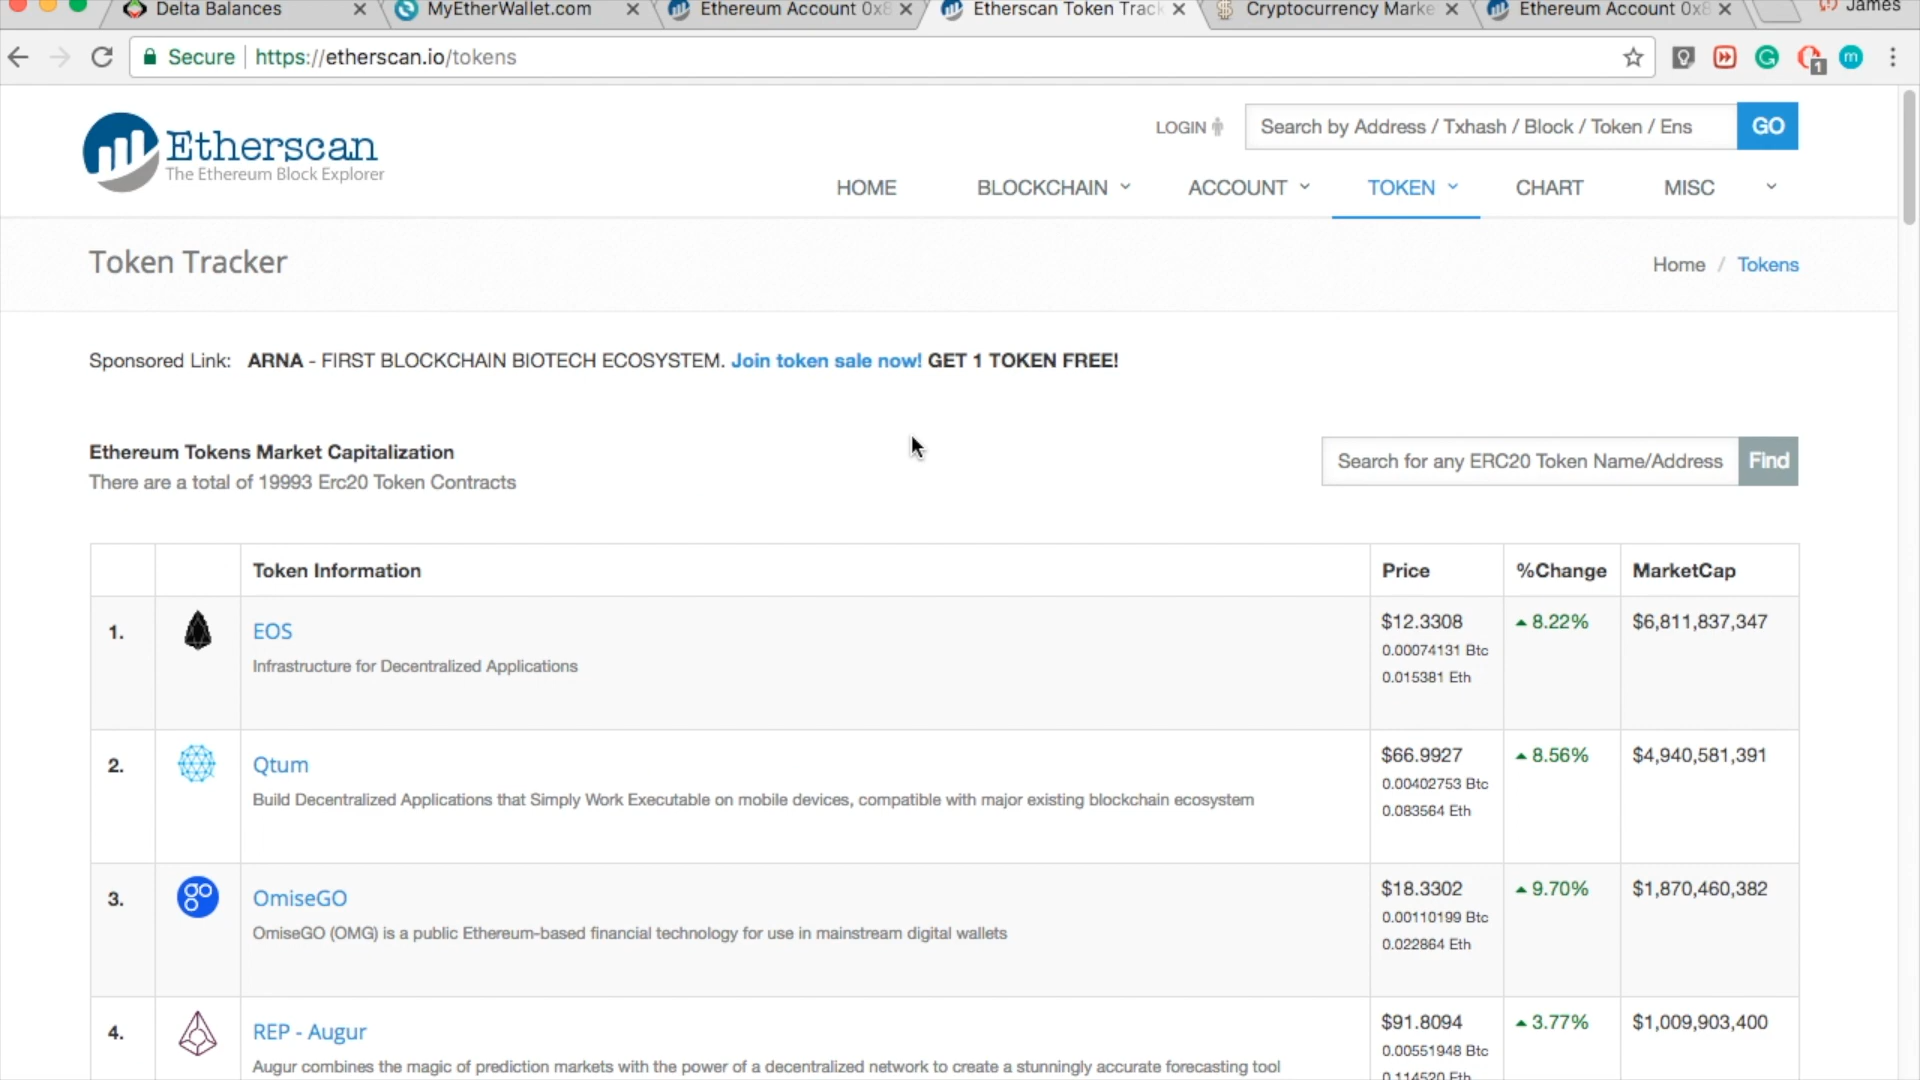 Delta Balances
MyEtherWallet.com
Ethereum Account 0x8
Etherscan Token Track
Cryptocurrency Marke
Ethereum Account 0x8
James
Secure
https://etherscan.io/tokens
1
m
Etherscan
The Ethereum Block Explorer
LOGIN
Search by Address / Txhash / Block / Token / Ens
GO
HOME
BLOCKCHAIN
ACCOUNT
TOKEN
CHART
MISC
Token Tracker
Home / Tokens
Sponsored Link: ARNA - FIRST BLOCKCHAIN BIOTECH ECOSYSTEM. Join token sale now! GET 1 TOKEN FREE!
Ethereum Tokens Market Capitalization
There are a total of 19993 Erc20 Token Contracts
Search for any ERC20 Token Name/Address
Find
Token Information
Price
%Change
MarketCap
1.
EOS
Infrastructure for Decentralized Applications
$12.3308
0.00074131 Btc
0.015381 Eth
8.22%
$6,811,837,347
2.
Qtum
Build Decentralized Applications that Simply Work Executable on mobile devices, compatible with major existing blockchain ecosystem
$66.9927
0.00402753 Btc
0.083564 Eth
8.56%
$4,940,581,391
3.
go
OmiseGO
OmiseGO (OMG) is a public Ethereum-based financial technology for use in mainstream digital wallets
$18.3302
0.00110199 Btc
0.022864 Eth
9.70%
$1,870,460,382
4.
REP - Augur
Augur combines the magic of prediction markets with the power of a decentralized network to create a stunningly accurate forecasting tool
$91.8094
0.00551948 Btc
0.114520 Eth
3.77%
$1,009,903,400